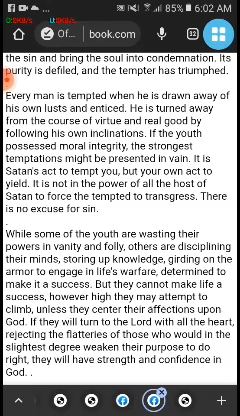 U:0KB/s D:0KB/s 85% 6:02 AM
Of... book.com 32
the sin and bring the soul into condemnation. Its
purity is defiled, and the tempter has triumphed.
Every man is tempted when he is drawn away of
his own lusts and enticed. He is turned away
from the course of virtue and real good by
following his own inclinations. If the youth
possessed moral integrity, the strongest
temptations might be presented in vain. It is
Satan's act to tempt you, but your own act to
yield. It is not in the power of all the host of
Satan to force the tempted to transgress. There
is no excuse for sin.
.
While some of the youth are wasting their
powers in vanity and folly, others are disciplining
their minds, storing up knowledge, girding on the
armor to engage in life's warfare, determined to
make it a success. But they cannot make life a
success, however high they may attempt to
climb, unless they center their affections upon
God. If they will turn to the Lord with all the heart,
rejecting the flatteries of those who would in the
slightest degree weaken their purpose to do
right, they will have strength and confidence in
God. .